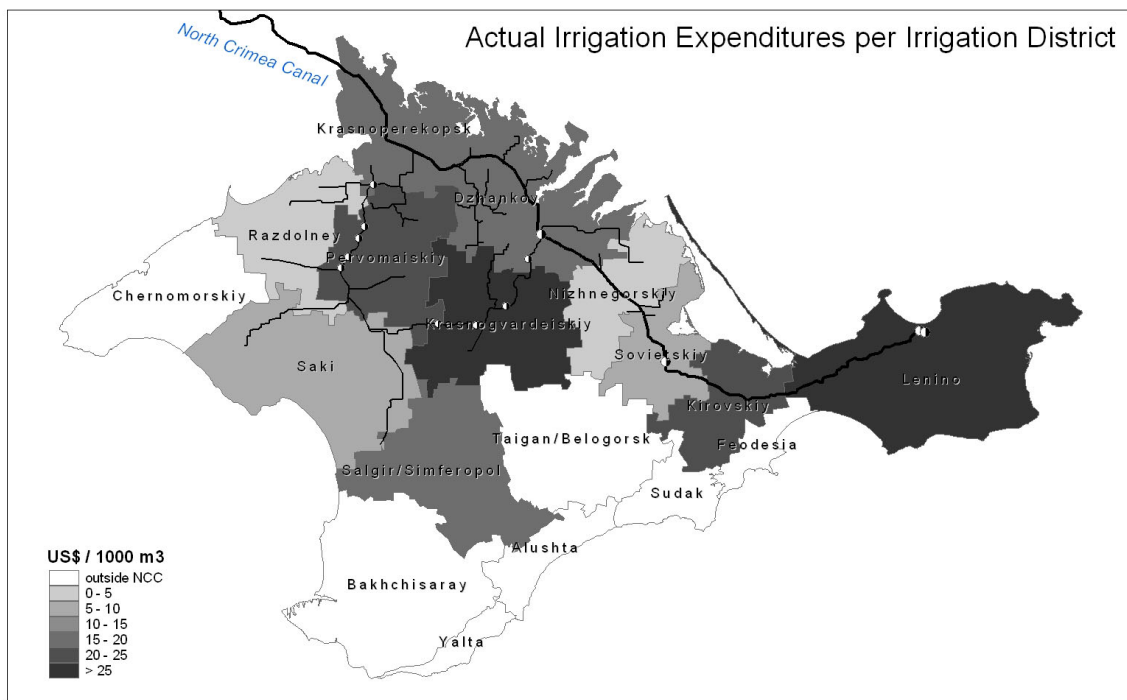 Actual Irrigation Expenditures per Irrigation District
North Crimea Canal
Krasnoperekopsk
Dzhankoy
Razdolney
Pervomaiskiy
Chernomorskiy
Nizhnegorskiy
Krasnogvardeiskiy
Saki
Sovietskiy
Lenino
Kirovskiy
Taigan/Belogorsk
Feodesia
Salgir/Simferopol
Sudak
Alushta
Bakhchisaray
Yalta
US$ / 1000 m3
outside NCC
0 - 5
5 - 10
10 - 15
15 - 20
20 - 25
> 25